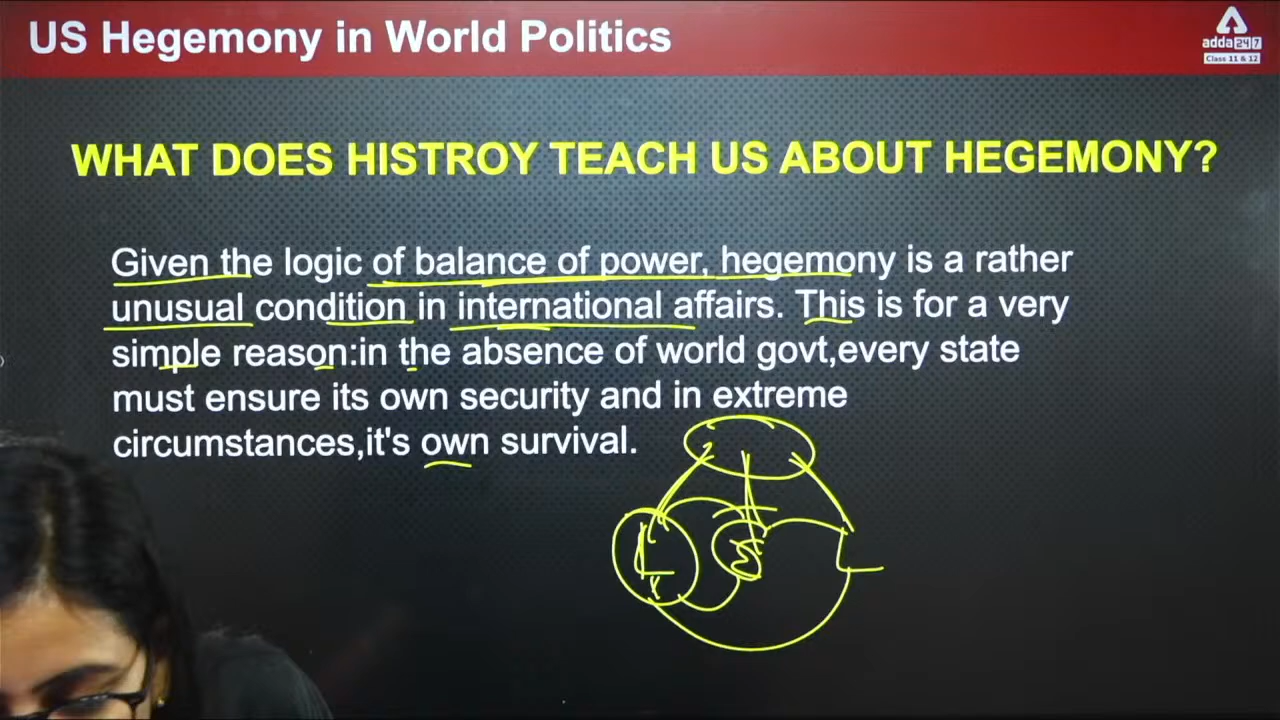 US Hegemony in World Politics
adda247
Class 11 & 12
WHAT DOES HISTROY TEACH US ABOUT HEGEMONY?
Given the logic of balance of power, hegemony is a rather
unusual condition in international affairs. This is for a very
simple reason:in the absence of world govt,every state
must ensure its own security and in extreme
circumstances,it's own survival.